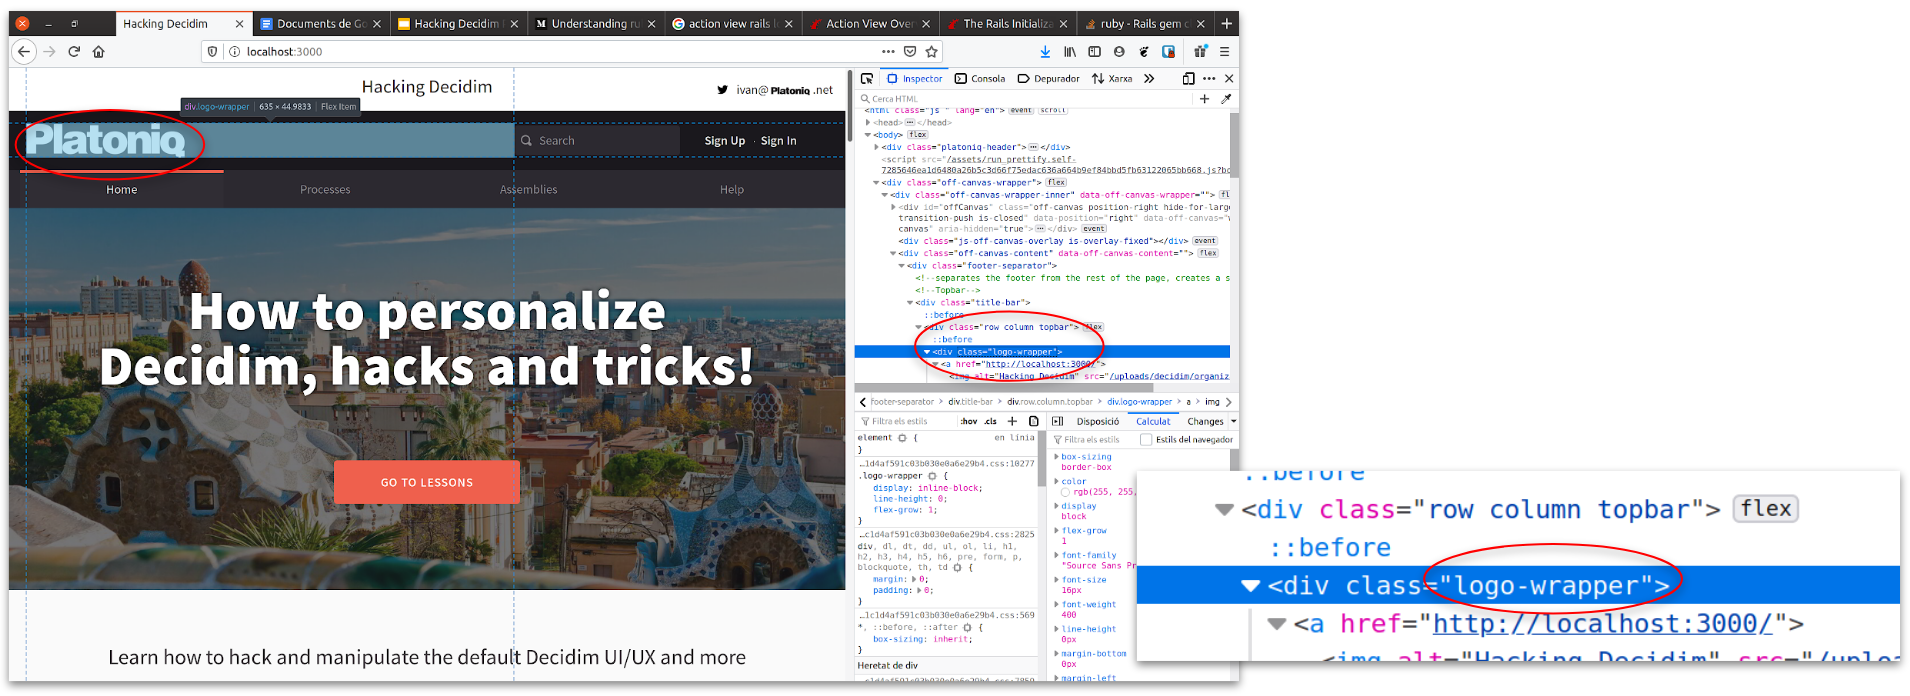 Hacking Decidim
Documents de Go
Hacking Decidim
Understanding ru
action view rails l
Action View Over
The Rails Initializa
ruby - Rails gem c
localhost:3000
Hacking Decidim
ivan@ Platoniq .net
div.logo-wrapper | 635 × 44.9833 | Flex Item
Platoniq
Search
Sign Up · Sign In
Home
Processes
Assemblies
Help
How to personalize
Decidim, hacks and tricks!
GO TO LESSONS
Learn how to hack and manipulate the default Decidim UI/UX and more
Inspector
Consola
Depurador
Xarxa
Cerca HTML
<html class="js " lang="en"> event scroll
<head> ··· </head>
<body> flex
<div class="platoniq-header"> ··· </div>
<script src="/assets/run_prettify.self-
7285646ea1d6480a26b5c3d66f75edac636a664b9ef84bbd5fb63122065bb668.js?bo
<div class="off-canvas-wrapper"> flex
<div class="off-canvas-wrapper-inner" data-off-canvas-wrapper=""> fl
<div id="offCanvas" class="off-canvas position-right hide-for-larg
transition-push is-closed" data-position="right" data-off-canvas="
canvas" aria-hidden="true"> ··· </div> event
<div class="js-off-canvas-overlay is-overlay-fixed"></div> event
<div class="off-canvas-content" data-off-canvas-content=""> flex
<div class="footer-separator">
<!--separates the footer from the rest of the page, creates a s
<!--Topbar-->
<div class="title-bar">
::before
<div class="row column topbar"> flex
::before
<div class="logo-wrapper">
<a href="http://localhost:3000/">
<img alt="Hacking Decidim" src="/uploads/decidim/organiz
footer-separator > div.title-bar > div.row.column.topbar > div.logo-wrapper > a > img
Filtra els estils
:hov .cls +
element { en línia
}
…c1d4af591c03b030e0a6e29b4.css:10277
.logo-wrapper {
display: inline-block;
line-height: 0;
flex-grow: 1;
}
…c1d4af591c03b030e0a6e29b4.css:2825
div, dl, dt, dd, ul, ol, li, h1,
h2, h3, h4, h5, h6, pre, form, p,
blockquote, th, td {
margin: 0;
padding: 0;
}
…c1d4af591c03b030e0a6e29b4.css:569
*, ::before, ::after {
box-sizing: inherit;
}
Heretat de div
Disposició
Calculat
Changes
Filtra els estils
Estils del navegador
box-sizing
border-box
color
rgb(255, 255,
display
block
flex-grow
1
font-family
"Source Sans Pr
font-size
16px
font-weight
400
line-height
0px
margin-bottom
0px
margin-left
::before
<div class="row column topbar"> flex
::before
<div class="logo-wrapper">
<a href="http://localhost:3000/">
<img alt="Hacking Decidim" src="/uploa